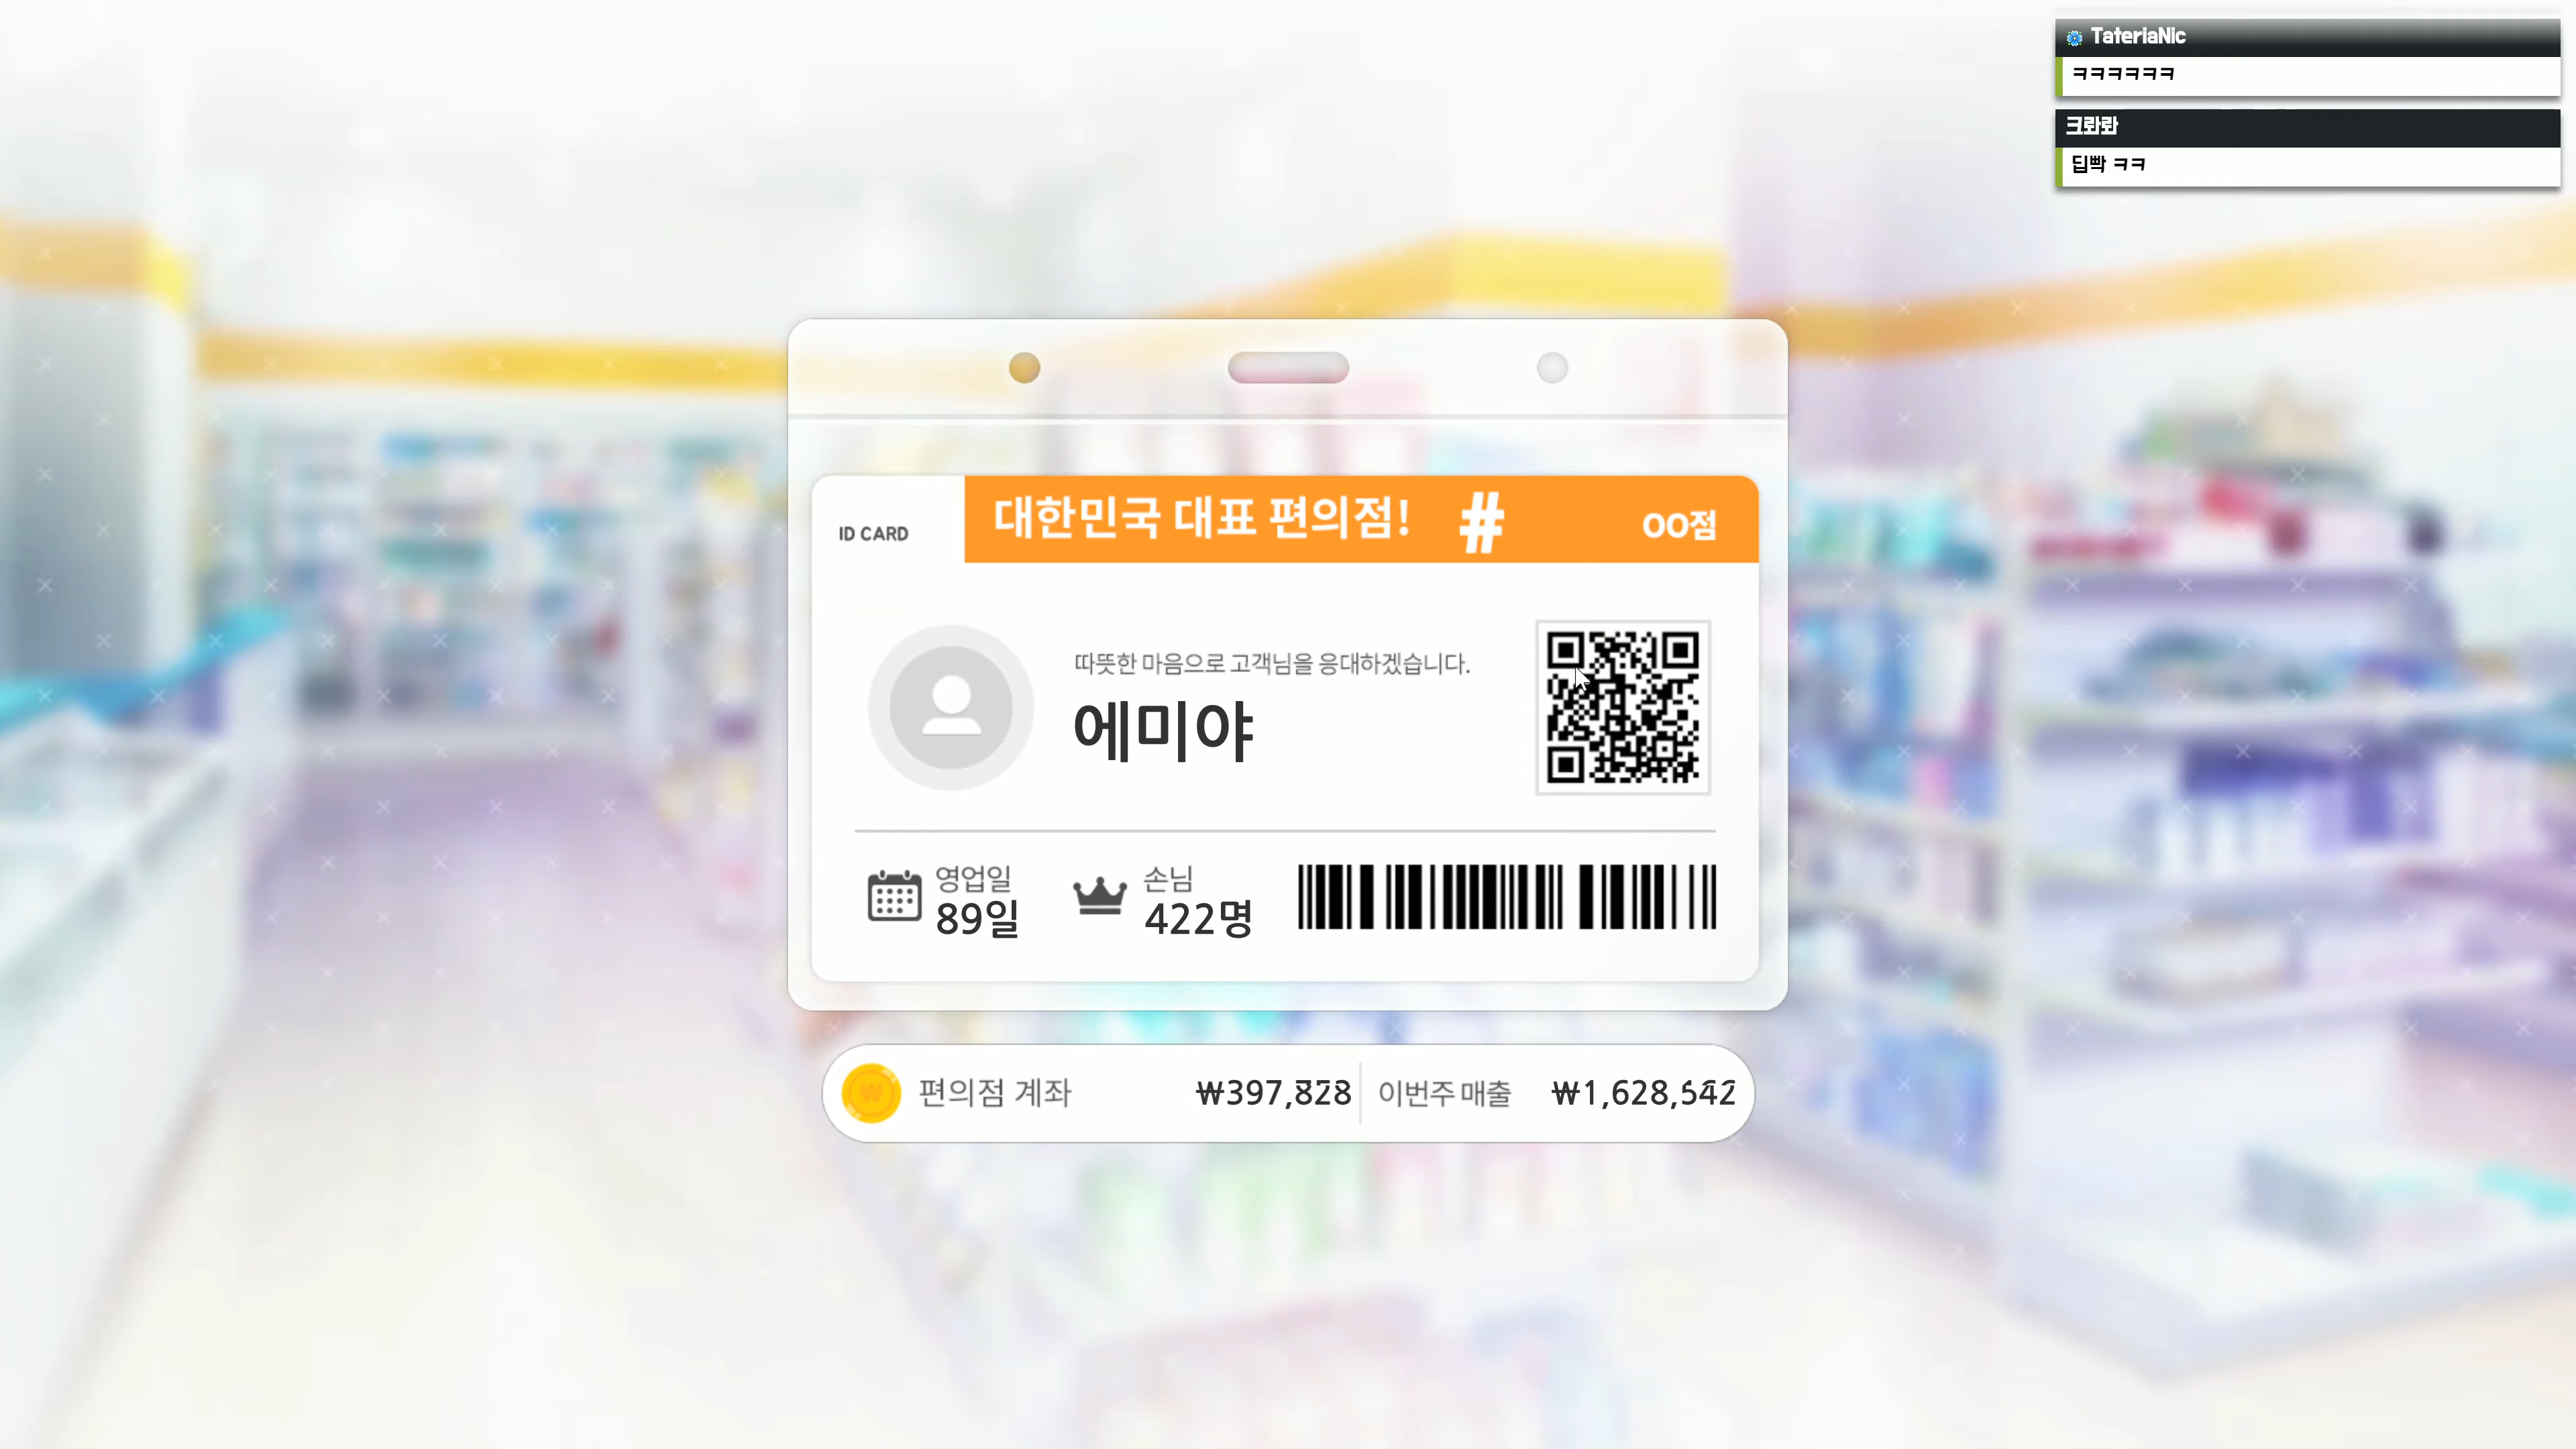 TateriaNic
ㅋㅋㅋㅋㅋㅋ
크롸롸
딥빡 ㅋㅋ
ID CARD
대한민국 대표 편의점! #
OO점
따뜻한 마음으로 고객님을 응대하겠습니다.
에미야
영업일
89일
손님
422명
편의점 계좌 ₩397,828 이번주 매출 ₩1,628,542